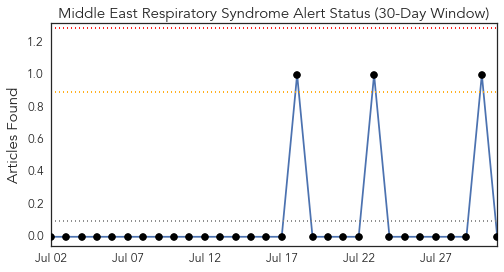 Middle East Respiratory Syndrome Alert Status (30-Day Window)
Articles Found
1.2
1.0
0.8
0.6
0.4
0.2
0.0
Jul 02 Jul 07 Jul 12 Jul 17 Jul 22 Jul 27